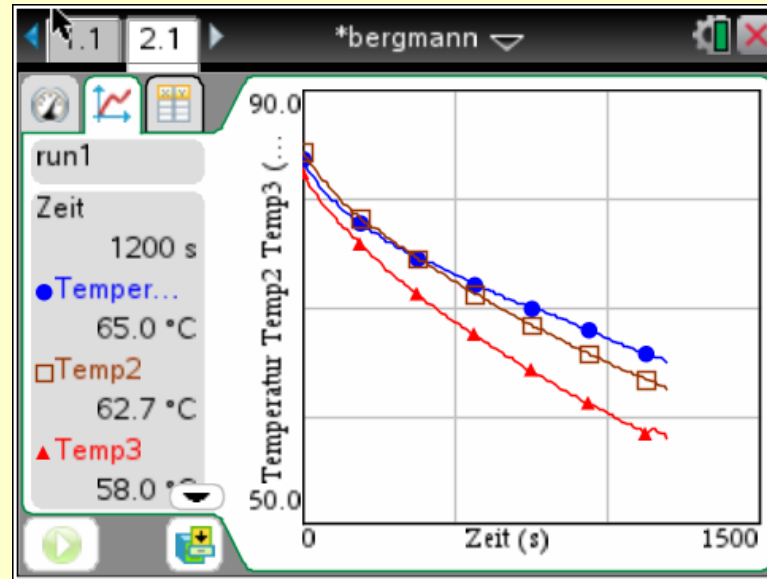 1.1 2.1 *bergmann
run1
Zeit
1200 s
Temper...
65.0 °C
Temp2
62.7 °C
Temp3
58.0 °
90.0
50.0
Temperatur Temp2 Temp3 (...
0 Zeit (s) 1500